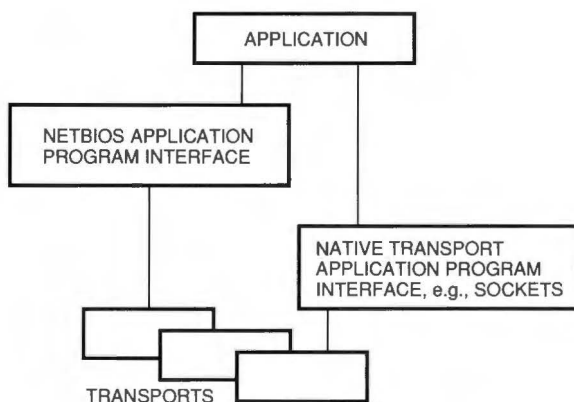 APPLICATION
NETBIOS APPLICATION
PROGRAM INTERFACE
NATIVE TRANSPORT
APPLICATION PROGRAM
INTERFACE, e.g., SOCKETS
TRANSPORTS